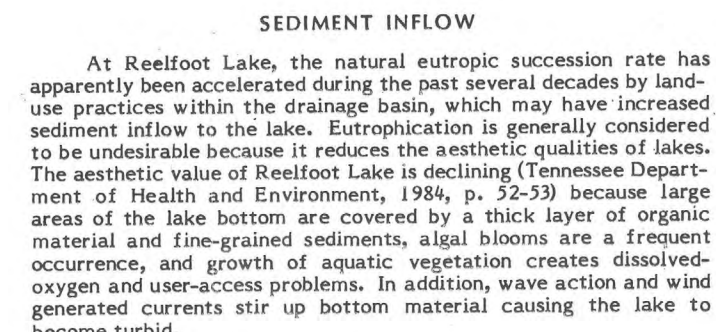 SEDIMENT INFLOW
At Reelfoot Lake, the natural eutropic succession rate has
apparently been accelerated during the past several decades by land-
use practices within the drainage basin, which may have increased
sediment inflow to the lake. Eutrophication is generally considered
to be undesirable because it reduces the aesthetic qualities of lakes.
The aesthetic value of Reelfoot Lake is declining (Tennessee Depart-
ment of Health and Environment, 1984, p. 52-53) because large
areas of the lake bottom are covered by a thick layer of organic
material and fine-grained sediments, algal blooms are a frequent
occurrence, and growth of aquatic vegetation creates dissolved-
oxygen and user-access problems. In addition, wave action and wind
generated currents stir up bottom material causing the lake to
become turbid.